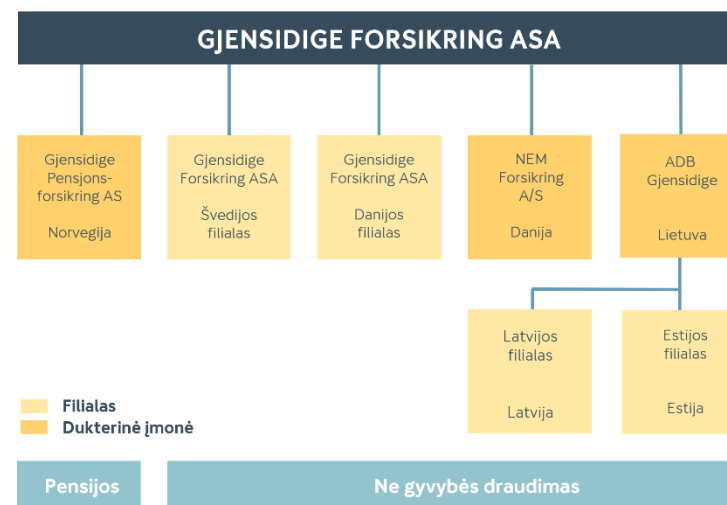 GJENSIDIGE FORSIKRING ASA
Gjensidige
Pensjons-
forsikring AS
Norvegija
Gjensidige
Forsikring ASA
Švedijos
filialas
Gjensidige
Forsikring ASA
Danijos
filialas
NEM
Forsikring
A/S
Danija
ADB
Gjensidige
Lietuva
Latvijos
filialas
Latvija
Estijos
filialas
Estija
Filialas
Dukterinė įmonė
Pensijos
Ne gyvybės draudimas